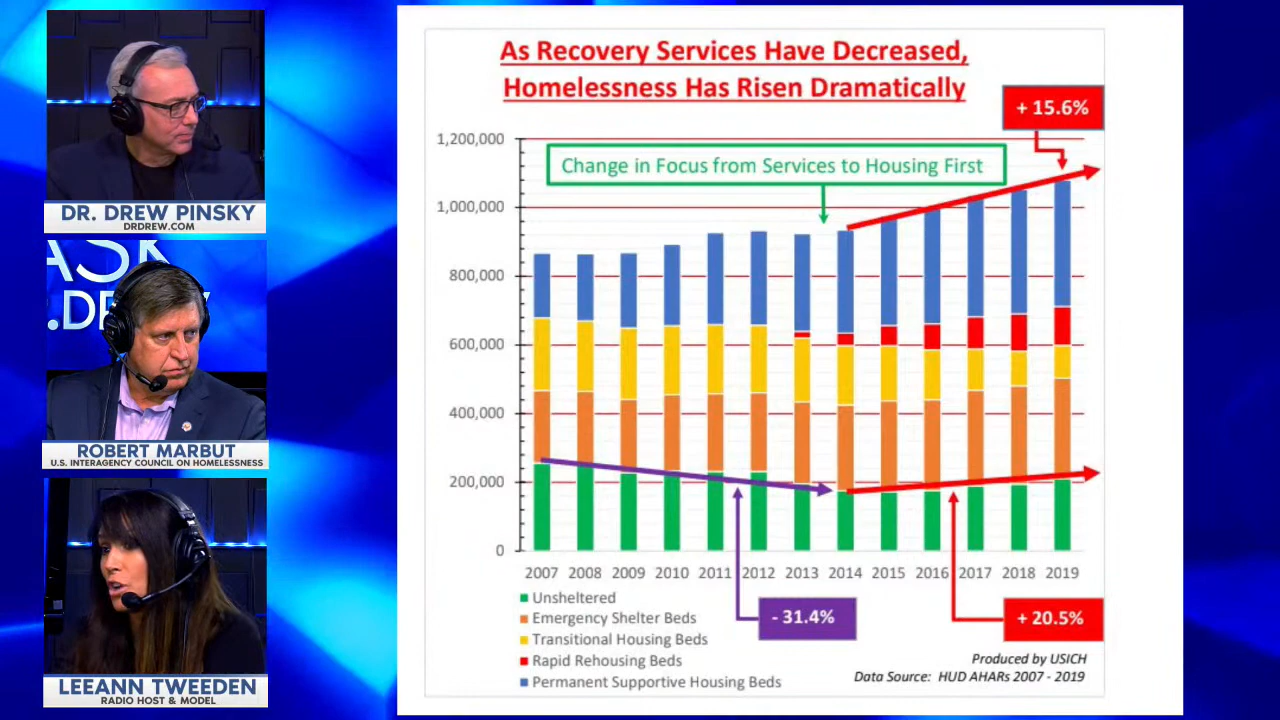 DR. DREW PINSKY
DRDREW.COM
ASK
.DR
ROBERT MARBUT
U.S. INTERAGENCY COUNCIL ON HOMELESSNESS
LEEANN TWEEDEN
RADIO HOST & MODEL
As Recovery Services Have Decreased,
Homelessness Has Risen Dramatically
+ 15.6%
Change in Focus from Services to Housing First
1,200,000
1,000,000
800,000
600,000
400,000
200,000
0
2007 2008 2009 2010 2011 2012 2013 2014 2015 2016 2017 2018 2019
Unsheltered
Emergency Shelter Beds
Transitional Housing Beds
Rapid Rehousing Beds
Permanent Supportive Housing Beds
- 31.4%
+ 20.5%
Produced by USICH
Data Source: HUD AHARs 2007 - 2019